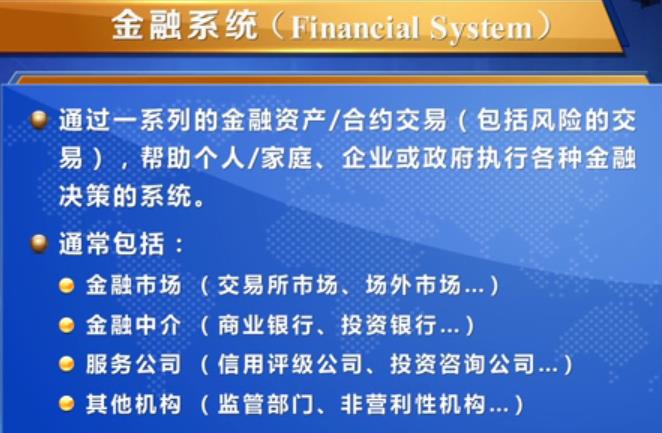 金融系统（Financial System）
通过一系列的金融资产/合约交易（包括风险的交
易），帮助个人/家庭、企业或政府执行各种金融
决策的系统。
通常包括：
金融市场 （交易所市场、场外市场…）
金融中介 （商业银行、投资银行…）
服务公司 （信用评级公司、投资咨询公司…）
其他机构 （监管部门、非营利性机构…）